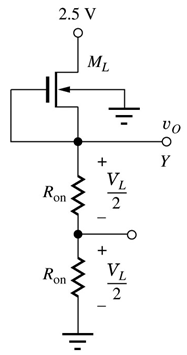 2.5 V
M_L
v_O
Y
+
R_on
V_L/2
–
+
R_on
V_L/2
–